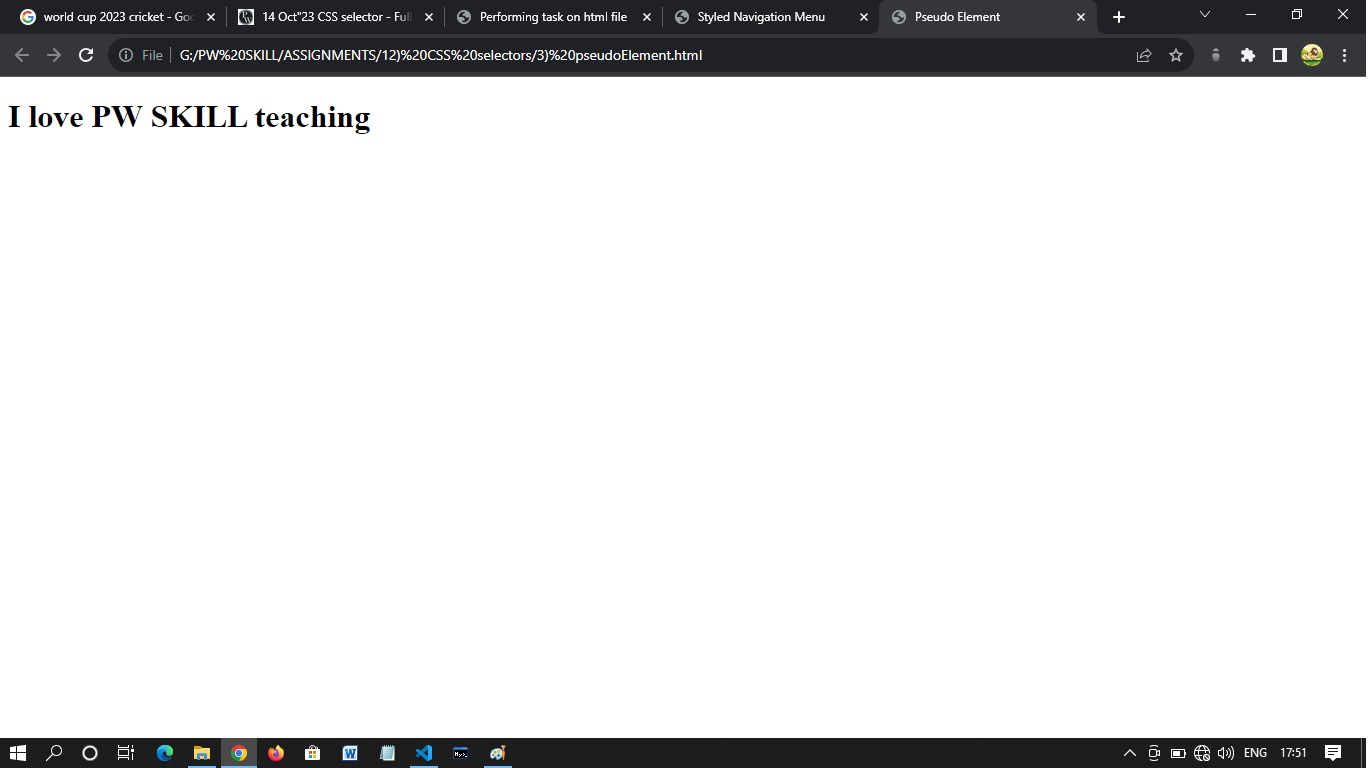 world cup 2023 cricket - Goo
14 Oct"23 CSS selector - Full
Performing task on html file
Styled Navigation Menu
Pseudo Element
File
G:/PW%20SKILL/ASSIGNMENTS/12)%20CSS%20selectors/3)%20pseudoElement.html
I love PW SKILL teaching
ENG
17:51